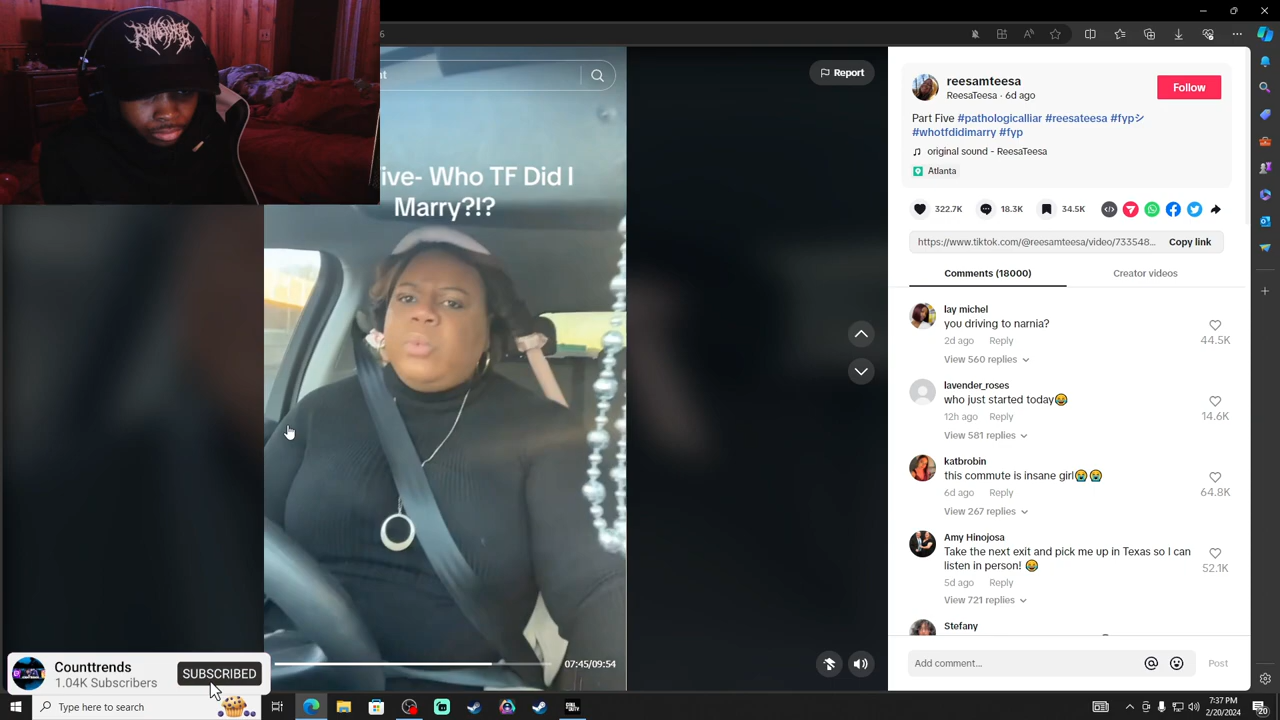 nt
Report
ive- Who TF Did I
Marry?!?
07:45/09:54
reesamteesa
ReesaTeesa · 6d ago
Follow
Part Five #pathologicalliar #reesateesa #fypシ
#whotfdidimarry #fyp
original sound - ReesaTeesa
Atlanta
322.7K
18.3K
34.5K
https://www.tiktok.com/@reesamteesa/video/733548...
Copy link
Comments (18000)
Creator videos
lay michel
you driving to narnia?
2d ago Reply
44.5K
View 560 replies
lavender_roses
who just started today😂
12h ago Reply
14.6K
View 581 replies
katbrobin
this commute is insane girl😭😭
6d ago Reply
64.8K
View 267 replies
Amy Hinojosa
Take the next exit and pick me up in Texas so I can
listen in person! 😂
5d ago Reply
52.1K
View 721 replies
Stefany
Add comment...
Post
Counttrends
1.04K Subscribers
SUBSCRIBED
Type here to search
7:37 PM
2/20/2024